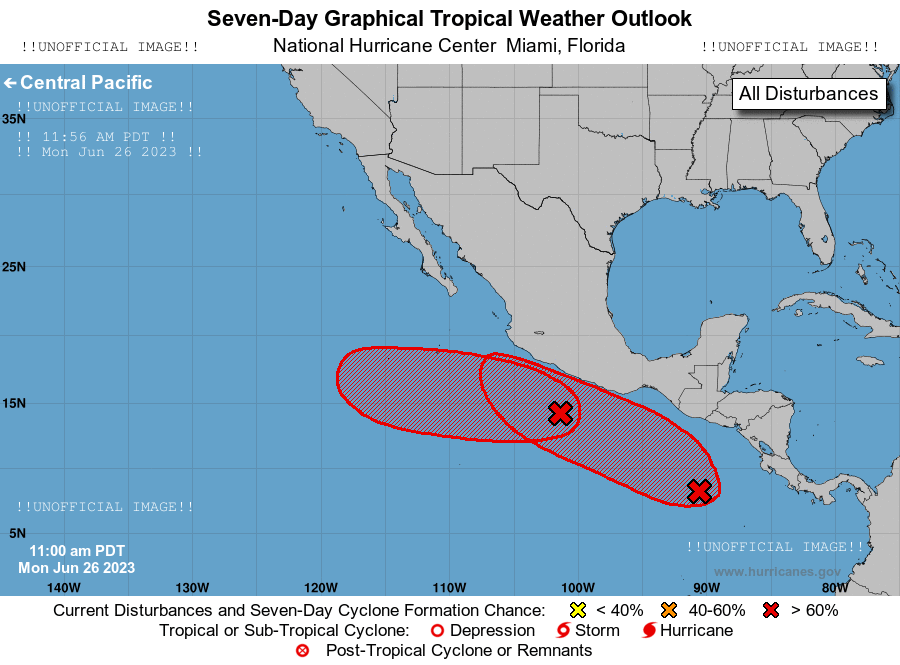 Seven-Day Graphical Tropical Weather Outlook
!!UNOFFICIAL IMAGE!! National Hurricane Center Miami, Florida !!UNOFFICIAL IMAGE!!
← Central Pacific
All Disturbances
!!UNOFFICIAL IMAGE!!
35N
!! 11:56 AM PDT !!
!! Mon Jun 26 2023 !!
25N
15N
!!UNOFFICIAL IMAGE!!
5N
!!UNOFFICIAL IMAGE!!
11:00 am PDT
Mon Jun 26 2023
www.hurricanes.gov
140W 130W 120W 110W 100W 90W 80W
Current Disturbances and Seven-Day Cyclone Formation Chance: < 40% 40-60% > 60%
Tropical or Sub-Tropical Cyclone: Depression Storm Hurricane
Post-Tropical Cyclone or Remnants